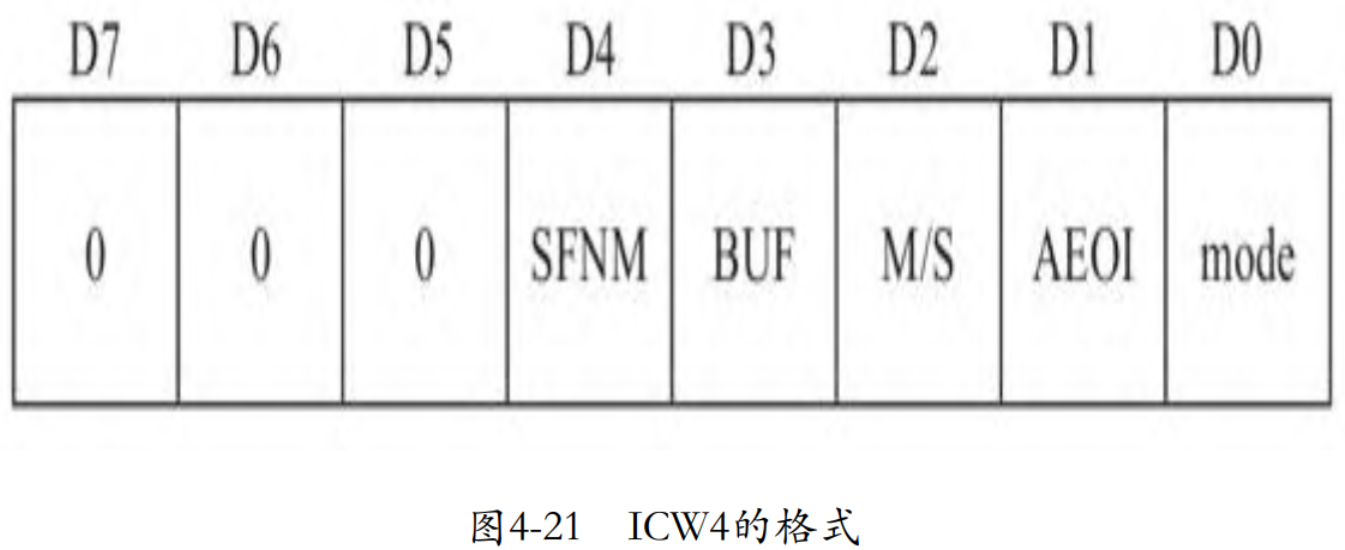 D7 D6 D5 D4 D3 D2 D1 D0
0 0 0 SFNM BUF M/S AEOI mode
图4-21 ICW4的格式